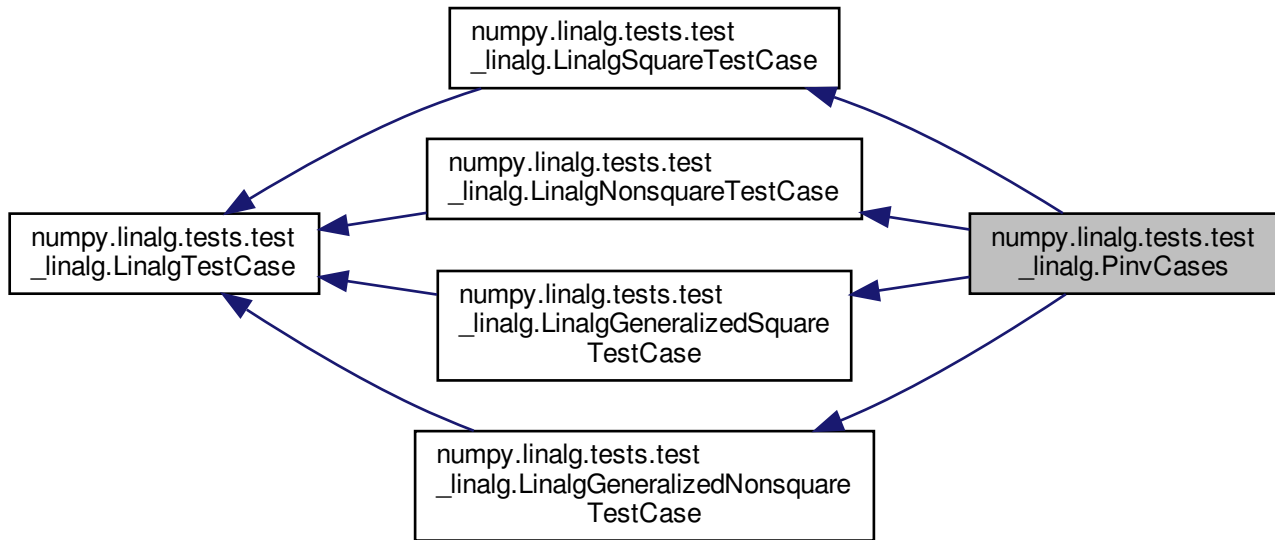 numpy.linalg.tests.test
_linalg.LinalgSquareTestCase
numpy.linalg.tests.test
_linalg.LinalgNonsquareTestCase
numpy.linalg.tests.test
_linalg.LinalgTestCase
numpy.linalg.tests.test
_linalg.PinvCases
numpy.linalg.tests.test
_linalg.LinalgGeneralizedSquare
TestCase
numpy.linalg.tests.test
_linalg.LinalgGeneralizedNonsquare
TestCase